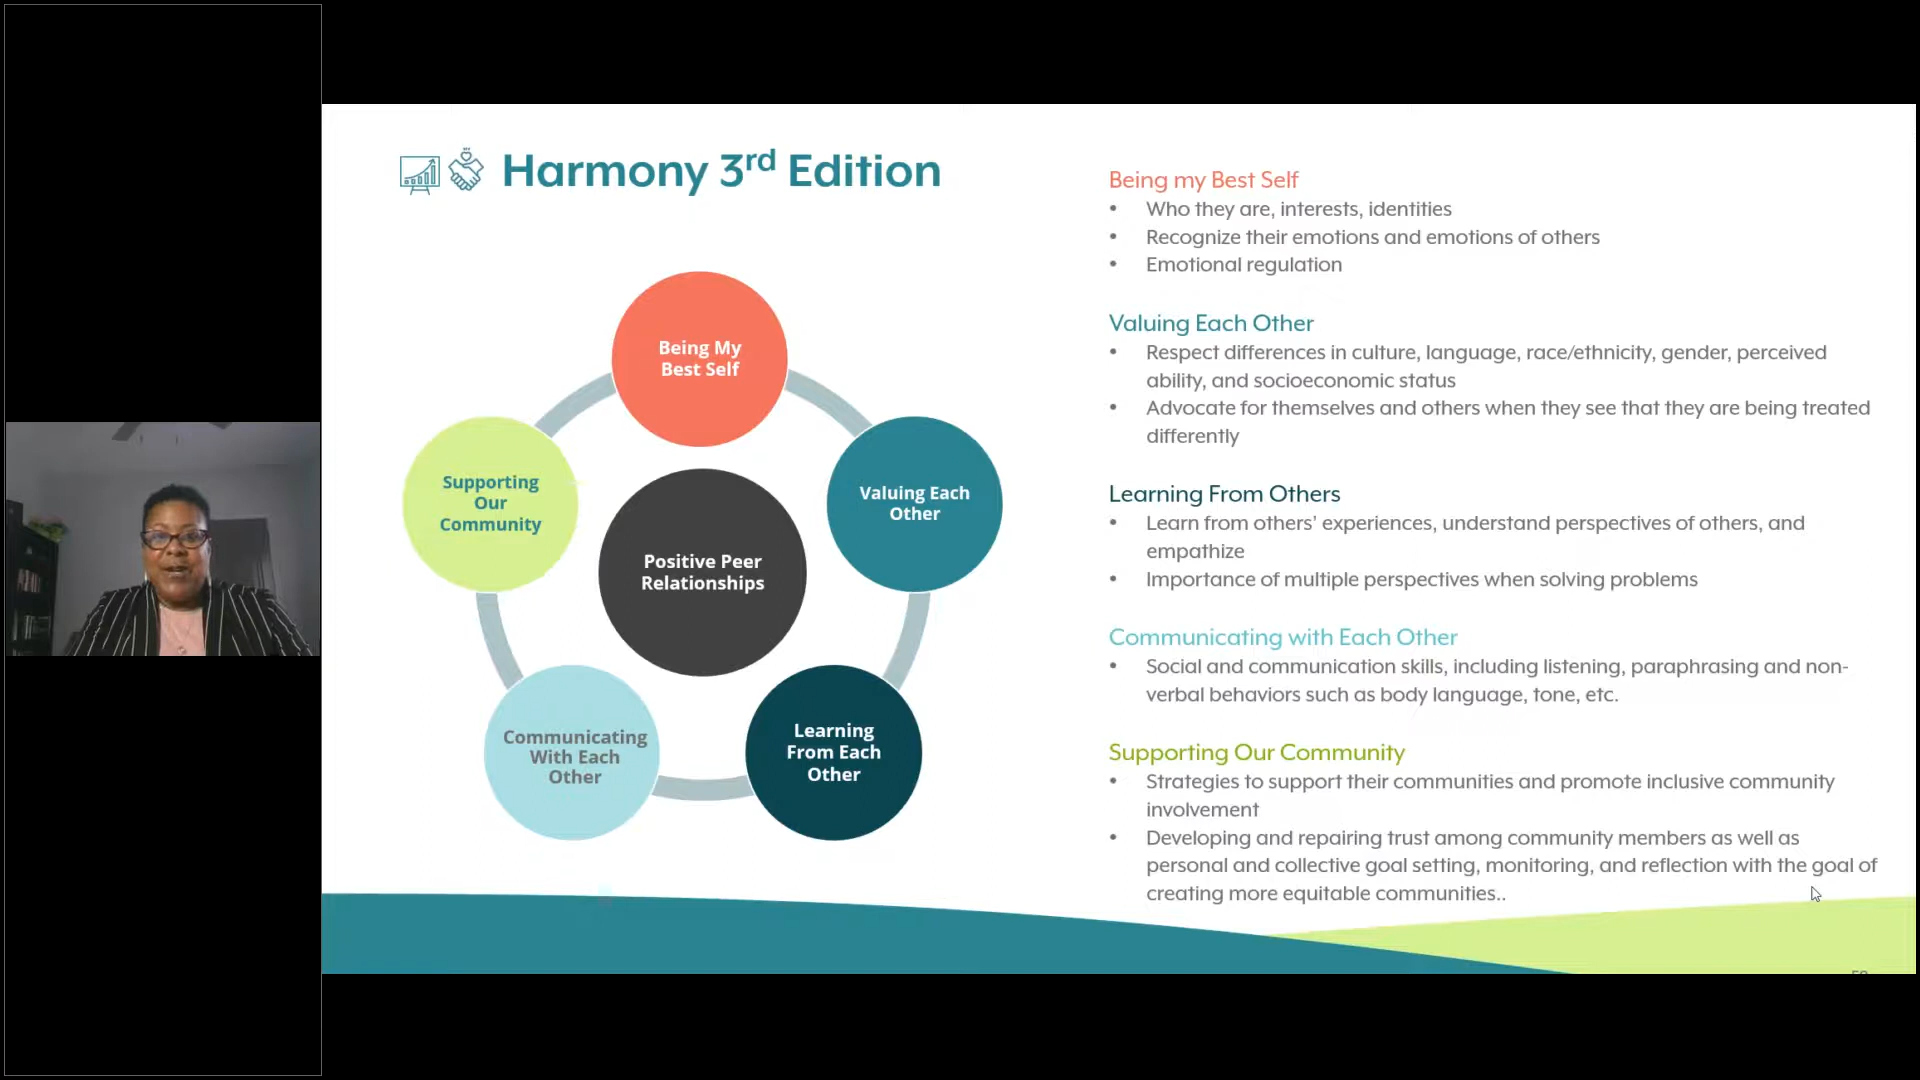 Harmony 3rd Edition
Being My
Best Self
Valuing Each
Other
Supporting
Our
Community
Positive Peer
Relationships
Communicating
With Each
Other
Learning
From Each
Other
Being my Best Self
• Who they are, interests, identities
• Recognize their emotions and emotions of others
• Emotional regulation
Valuing Each Other
• Respect differences in culture, language, race/ethnicity, gender, perceived
ability, and socioeconomic status
• Advocate for themselves and others when they see that they are being treated
differently
Learning From Others
• Learn from others' experiences, understand perspectives of others, and
empathize
• Importance of multiple perspectives when solving problems
Communicating with Each Other
• Social and communication skills, including listening, paraphrasing and non-
verbal behaviors such as body language, tone, etc.
Supporting Our Community
• Strategies to support their communities and promote inclusive community
involvement
• Developing and repairing trust among community members as well as
personal and collective goal setting, monitoring, and reflection with the goal of
creating more equitable communities..